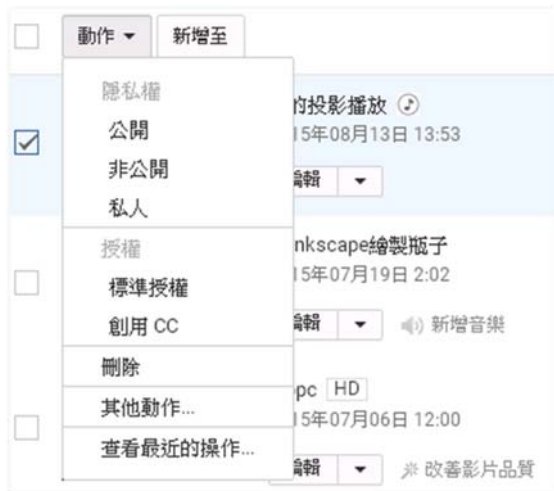 動作 新增至
隱私權
公開
非公開
私人
授權
標準授權
創用 CC
刪除
其他動作...
查看最近的操作...
的投影播放
15年08月13日 13:53
編輯
nkscape繪製瓶子
15年07月19日 2:02
編輯 新增音樂
pc HD
15年07月06日 12:00
編輯 改善影片品質